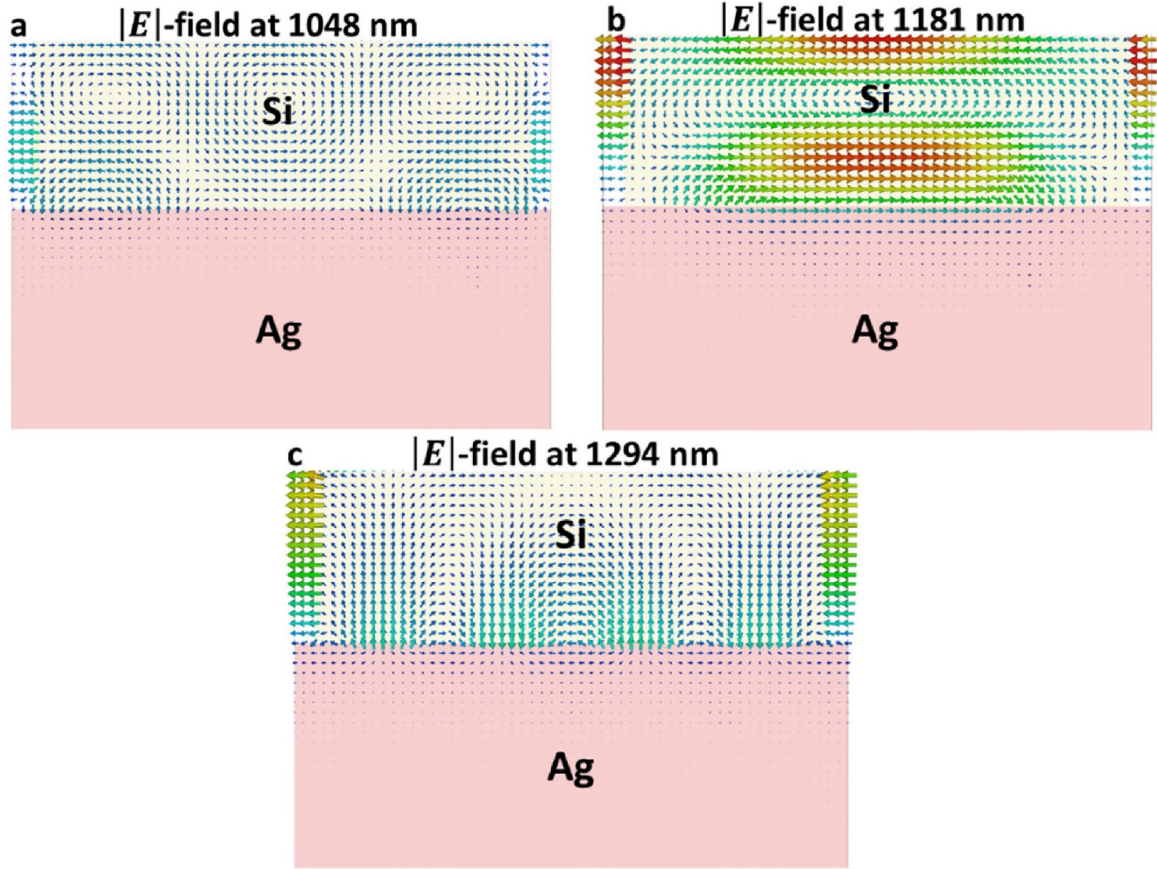 a
|E|-field at 1048 nm
Si
Ag
b
|E|-field at 1181 nm
Si
Ag
c
|E|-field at 1294 nm
Si
Ag